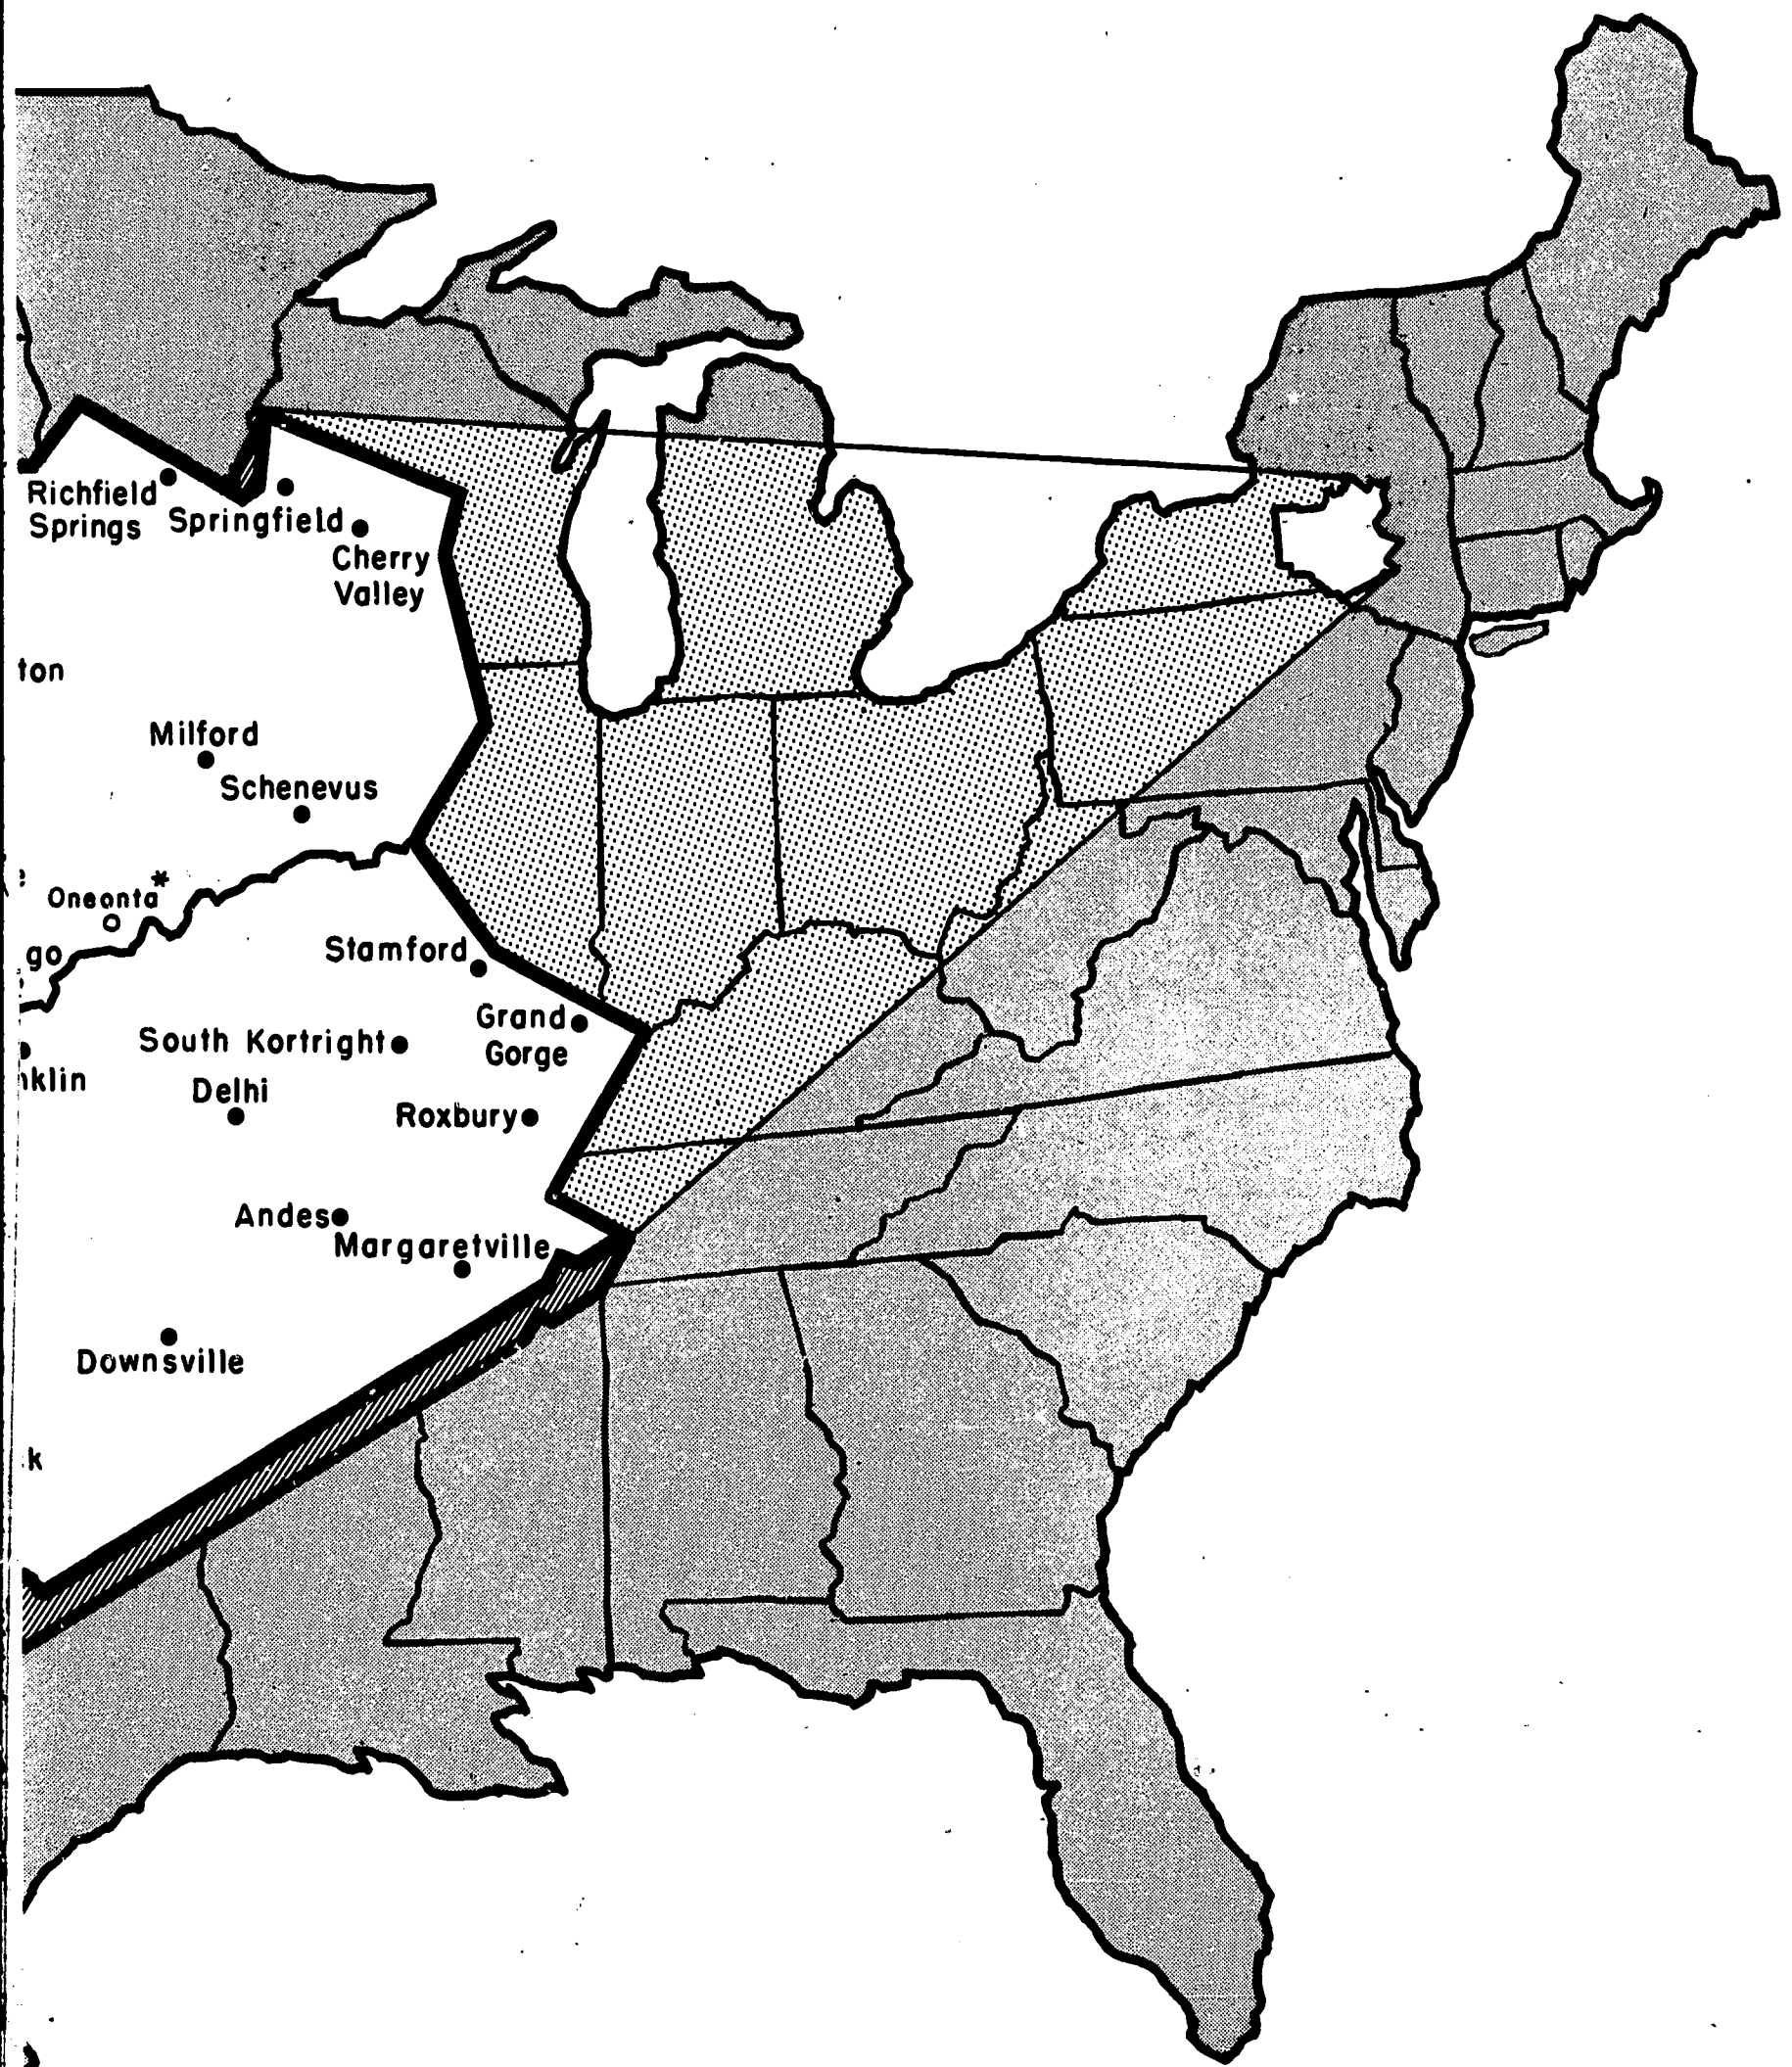 Richfield
Springs
Springfield
Cherry
Valley
ton
Milford
Schenevus
Oneonta*
go
Stamford
Grand
Gorge
South Kortright
klin
Delhi
Roxbury
Andes
Margaretville
Downsville
k